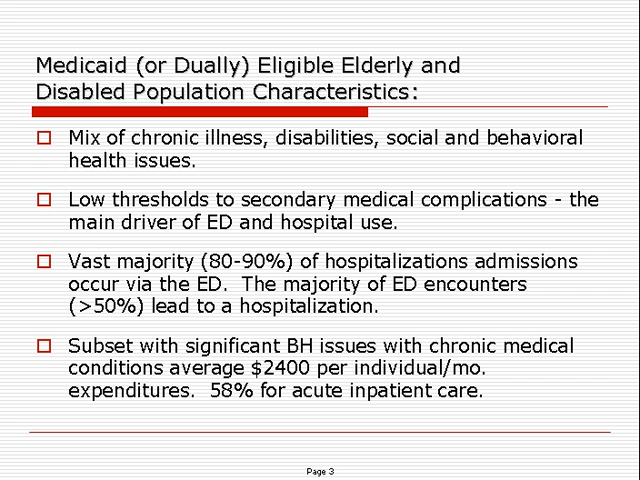 Medicaid (or Dually) Eligible Elderly and
Disabled Population Characteristics:
Mix of chronic illness, disabilities, social and behavioral
health issues.
Low thresholds to secondary medical complications - the
main driver of ED and hospital use.
Vast majority (80-90%) of hospitalizations admissions
occur via the ED.  The majority of ED encounters
(>50%) lead to a hospitalization.
Subset with significant BH issues with chronic medical
conditions average $2400 per individual/mo.
expenditures.  58% for acute inpatient care.
Page 3